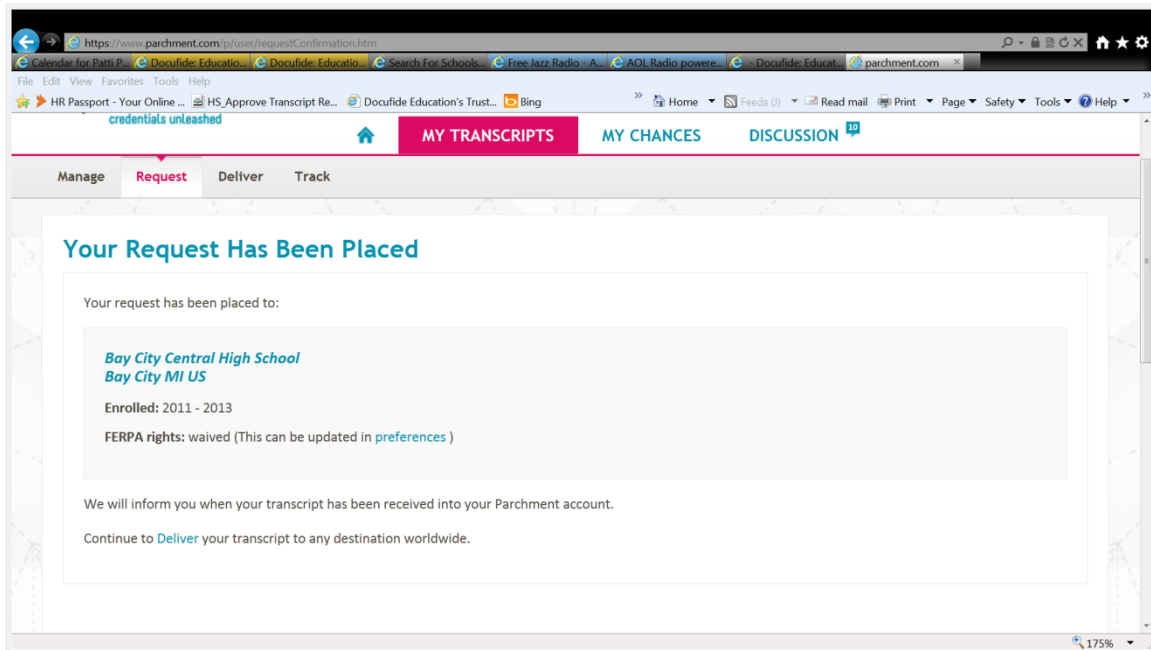 https://www.parchment.com/p/user/requestConfirmation.htm
Calendar for Patti P... Docufide: Educatio... Docufide: Educatio... Search For Schools... Free Jazz Radio - A... AOL Radio powere... - Docufide: Educat... parchment.com
File Edit View Favorites Tools Help
HR Passport - Your Online ... HS_Approve Transcript Re... Docufide Education's Trust... Bing » Home Feeds (J) Read mail Print Page Safety Tools Help »
credentials unleashed
MY TRANSCRIPTS MY CHANCES DISCUSSION 10
Manage Request Deliver Track
Your Request Has Been Placed
Your request has been placed to:
Bay City Central High School
Bay City MI US
Enrolled: 2011 - 2013
FERPA rights: waived (This can be updated in preferences )
We will inform you when your transcript has been received into your Parchment account.
Continue to Deliver your transcript to any destination worldwide.
175%